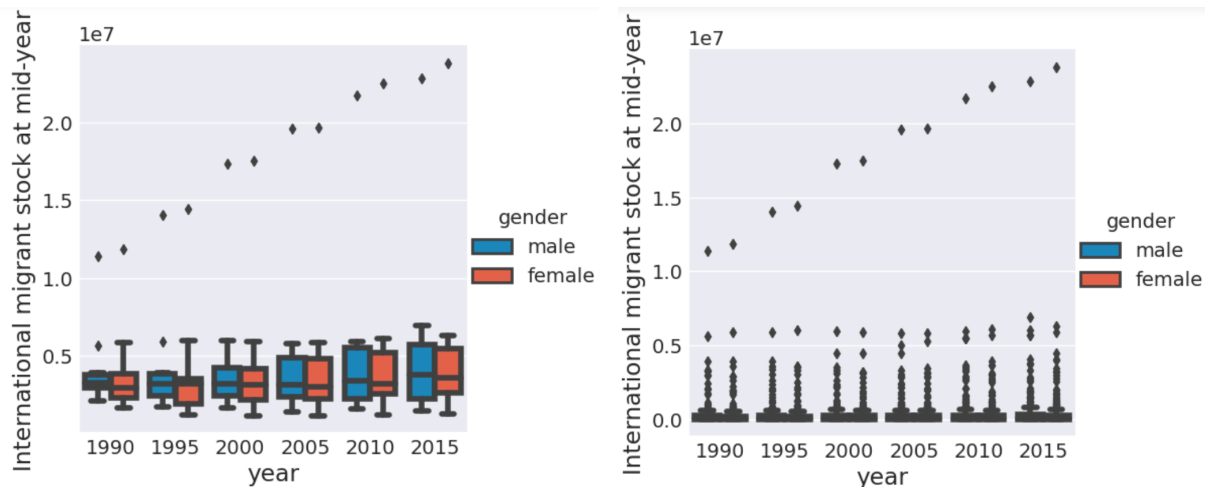 1e7
International migrant stock at mid-year
2.0
1.5
1.0
0.5
1990 1995 2000 2005 2010 2015
year
gender
male
female
1e7
International migrant stock at mid-year
2.0
1.5
1.0
0.5
0.0
1990 1995 2000 2005 2010 2015
year
gender
male
female